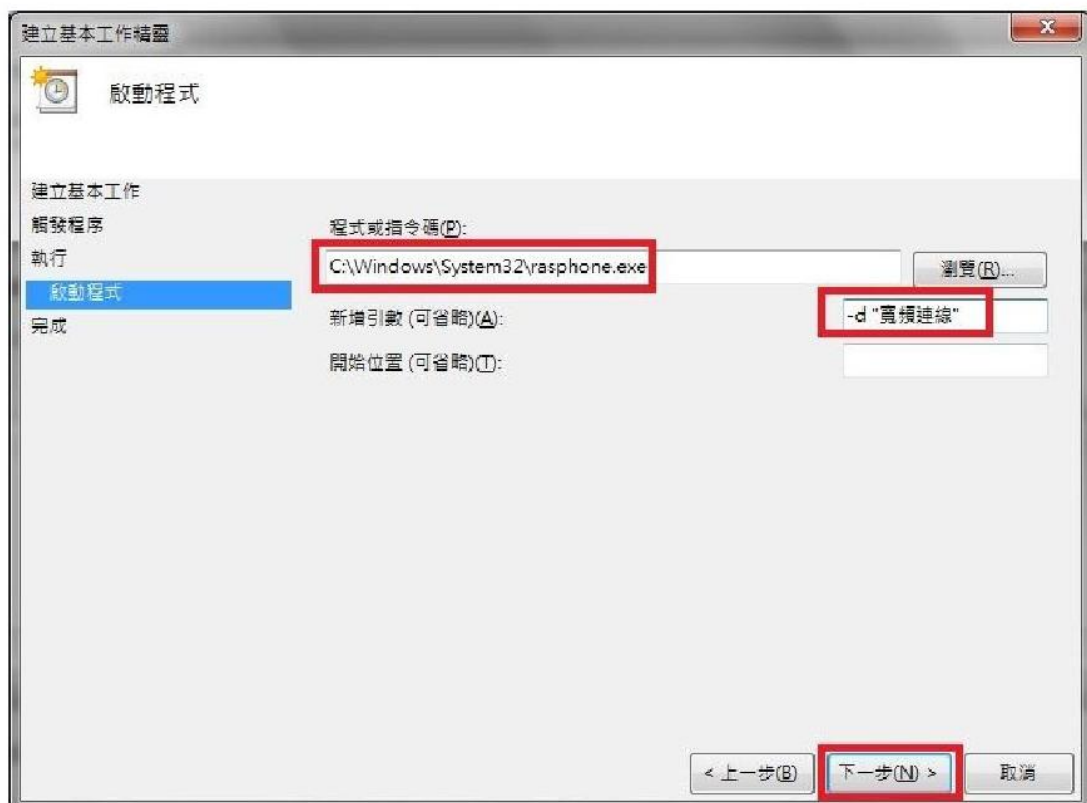 建立基本工作精靈
啟動程式
建立基本工作
觸發程序
執行
啟動程式
完成
程式或指令碼(P):
C:\Windows\System32\rasphone.exe
瀏覽(R)...
新增引數 (可省略)(A):
-d "寬頻連線"
開始位置 (可省略)(T):
< 上一步(B)
下一步(N) >
取消